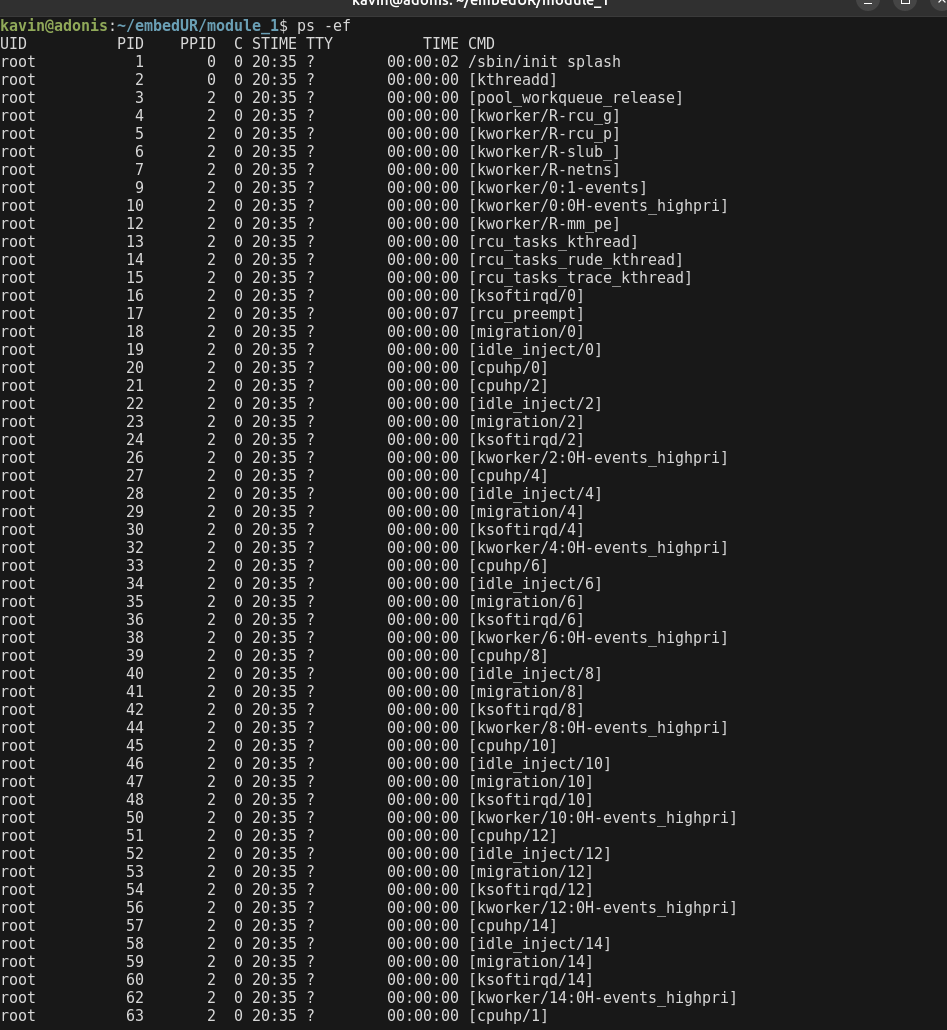 kavin@adonis: ~/embedUR/module_1
kavin@adonis:~/embedUR/module_1$ ps -ef
UID          PID    PPID  C STIME TTY          TIME CMD
root           1       0  0 20:35 ?        00:00:02 /sbin/init splash
root           2       0  0 20:35 ?        00:00:00 [kthreadd]
root           3       2  0 20:35 ?        00:00:00 [pool_workqueue_release]
root           4       2  0 20:35 ?        00:00:00 [kworker/R-rcu_g]
root           5       2  0 20:35 ?        00:00:00 [kworker/R-rcu_p]
root           6       2  0 20:35 ?        00:00:00 [kworker/R-slub_]
root           7       2  0 20:35 ?        00:00:00 [kworker/R-netns]
root           9       2  0 20:35 ?        00:00:00 [kworker/0:1-events]
root          10       2  0 20:35 ?        00:00:00 [kworker/0:0H-events_highpri]
root          12       2  0 20:35 ?        00:00:00 [kworker/R-mm_pe]
root          13       2  0 20:35 ?        00:00:00 [rcu_tasks_kthread]
root          14       2  0 20:35 ?        00:00:00 [rcu_tasks_rude_kthread]
root          15       2  0 20:35 ?        00:00:00 [rcu_tasks_trace_kthread]
root          16       2  0 20:35 ?        00:00:00 [ksoftirqd/0]
root          17       2  0 20:35 ?        00:00:07 [rcu_preempt]
root          18       2  0 20:35 ?        00:00:00 [migration/0]
root          19       2  0 20:35 ?        00:00:00 [idle_inject/0]
root          20       2  0 20:35 ?        00:00:00 [cpuhp/0]
root          21       2  0 20:35 ?        00:00:00 [cpuhp/2]
root          22       2  0 20:35 ?        00:00:00 [idle_inject/2]
root          23       2  0 20:35 ?        00:00:00 [migration/2]
root          24       2  0 20:35 ?        00:00:00 [ksoftirqd/2]
root          26       2  0 20:35 ?        00:00:00 [kworker/2:0H-events_highpri]
root          27       2  0 20:35 ?        00:00:00 [cpuhp/4]
root          28       2  0 20:35 ?        00:00:00 [idle_inject/4]
root          29       2  0 20:35 ?        00:00:00 [migration/4]
root          30       2  0 20:35 ?        00:00:00 [ksoftirqd/4]
root          32       2  0 20:35 ?        00:00:00 [kworker/4:0H-events_highpri]
root          33       2  0 20:35 ?        00:00:00 [cpuhp/6]
root          34       2  0 20:35 ?        00:00:00 [idle_inject/6]
root          35       2  0 20:35 ?        00:00:00 [migration/6]
root          36       2  0 20:35 ?        00:00:00 [ksoftirqd/6]
root          38       2  0 20:35 ?        00:00:00 [kworker/6:0H-events_highpri]
root          39       2  0 20:35 ?        00:00:00 [cpuhp/8]
root          40       2  0 20:35 ?        00:00:00 [idle_inject/8]
root          41       2  0 20:35 ?        00:00:00 [migration/8]
root          42       2  0 20:35 ?        00:00:00 [ksoftirqd/8]
root          44       2  0 20:35 ?        00:00:00 [kworker/8:0H-events_highpri]
root          45       2  0 20:35 ?        00:00:00 [cpuhp/10]
root          46       2  0 20:35 ?        00:00:00 [idle_inject/10]
root          47       2  0 20:35 ?        00:00:00 [migration/10]
root          48       2  0 20:35 ?        00:00:00 [ksoftirqd/10]
root          50       2  0 20:35 ?        00:00:00 [kworker/10:0H-events_highpri]
root          51       2  0 20:35 ?        00:00:00 [cpuhp/12]
root          52       2  0 20:35 ?        00:00:00 [idle_inject/12]
root          53       2  0 20:35 ?        00:00:00 [migration/12]
root          54       2  0 20:35 ?        00:00:00 [ksoftirqd/12]
root          56       2  0 20:35 ?        00:00:00 [kworker/12:0H-events_highpri]
root          57       2  0 20:35 ?        00:00:00 [cpuhp/14]
root          58       2  0 20:35 ?        00:00:00 [idle_inject/14]
root          59       2  0 20:35 ?        00:00:00 [migration/14]
root          60       2  0 20:35 ?        00:00:00 [ksoftirqd/14]
root          62       2  0 20:35 ?        00:00:00 [kworker/14:0H-events_highpri]
root          63       2  0 20:35 ?        00:00:00 [cpuhp/1]